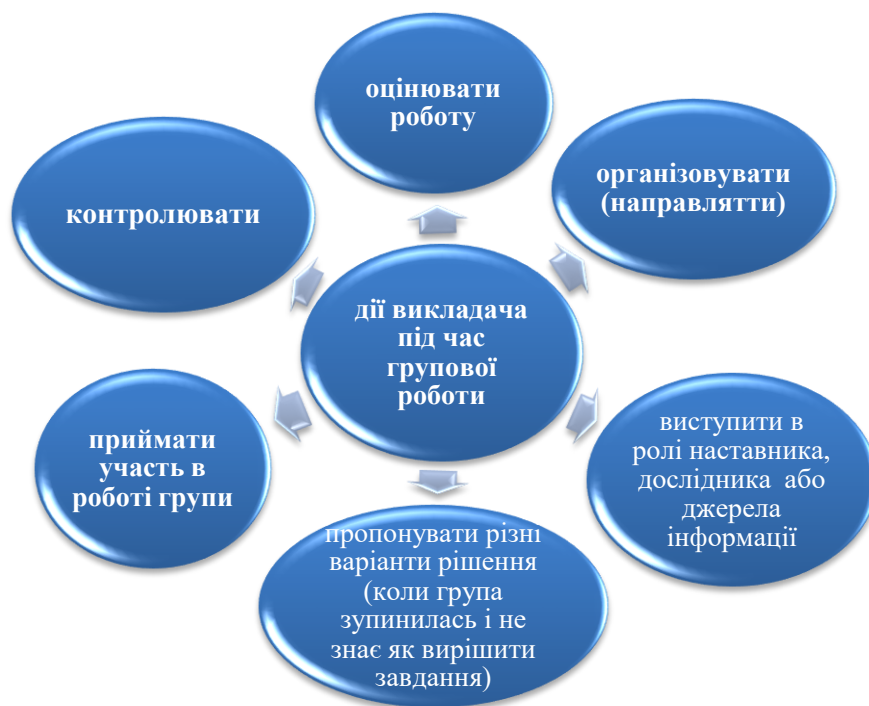 оцінювати
роботу
організовувати
(направлятти)
контролювати
дії викладача
під час
групової
роботи
виступити в
ролі наставника,
дослідника або
джерела
інформації
приймати
участь в
роботі групи
пропонувати різні
варіанти рішення
(коли група
зупинилась і не
знає як вирішити
завдання)